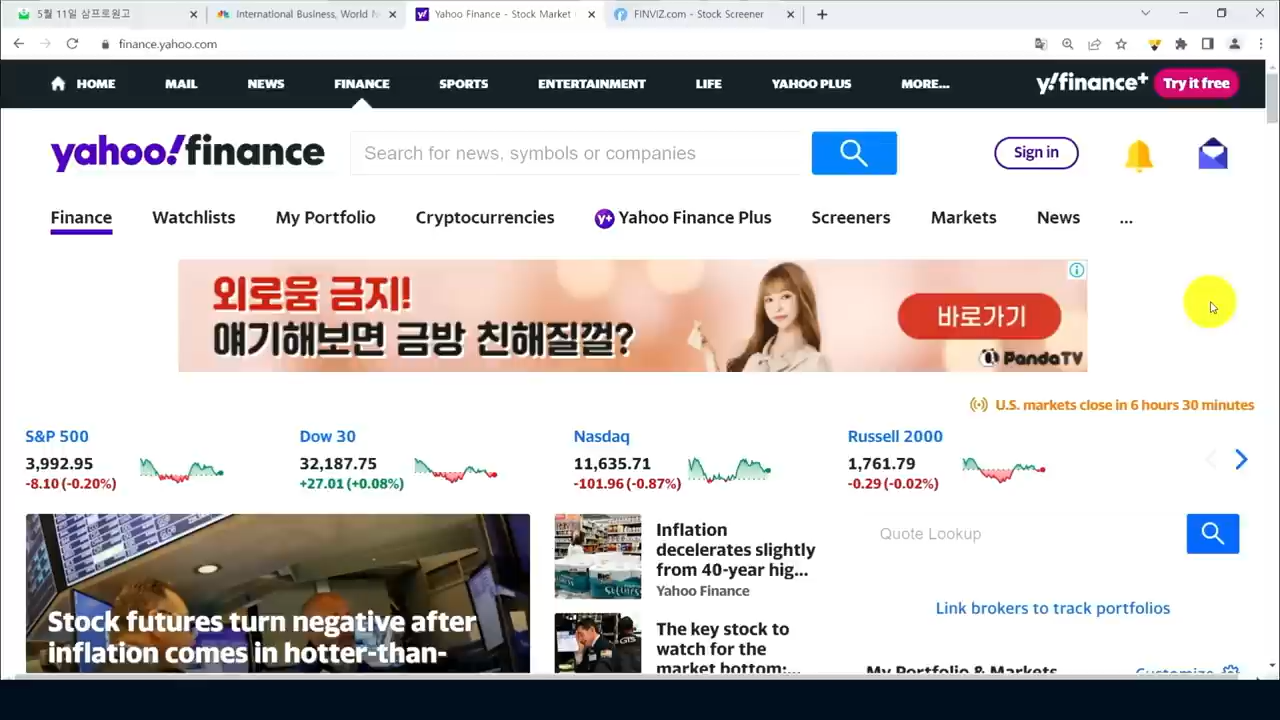 5월 11일 삼프로원고
International Business, World N
Yahoo Finance - Stock Market
FINVIZ.com - Stock Screener
finance.yahoo.com
HOME MAIL NEWS FINANCE SPORTS ENTERTAINMENT LIFE YAHOO PLUS MORE... y!finance+ Try it free
yahoo!finance
Search for news, symbols or companies
Sign in
Finance Watchlists My Portfolio Cryptocurrencies y+ Yahoo Finance Plus Screeners Markets News ...
외로움 금지!
얘기해보면 금방 친해질껄?
바로가기
PandaTV
U.S. markets close in 6 hours 30 minutes
S&P 500 Dow 30 Nasdaq Russell 2000
3,992.95 32,187.75 11,635.71 1,761.79
-8.10 (-0.20%) +27.01 (+0.08%) -101.96 (-0.87%) -0.29 (-0.02%)
Stock futures turn negative after
inflation comes in hotter-than-
Inflation
decelerates slightly
from 40-year hig...
Yahoo Finance
The key stock to
watch for the
market bottom:...
Quote Lookup
Link brokers to track portfolios
My Portfolio & Markets
Customize